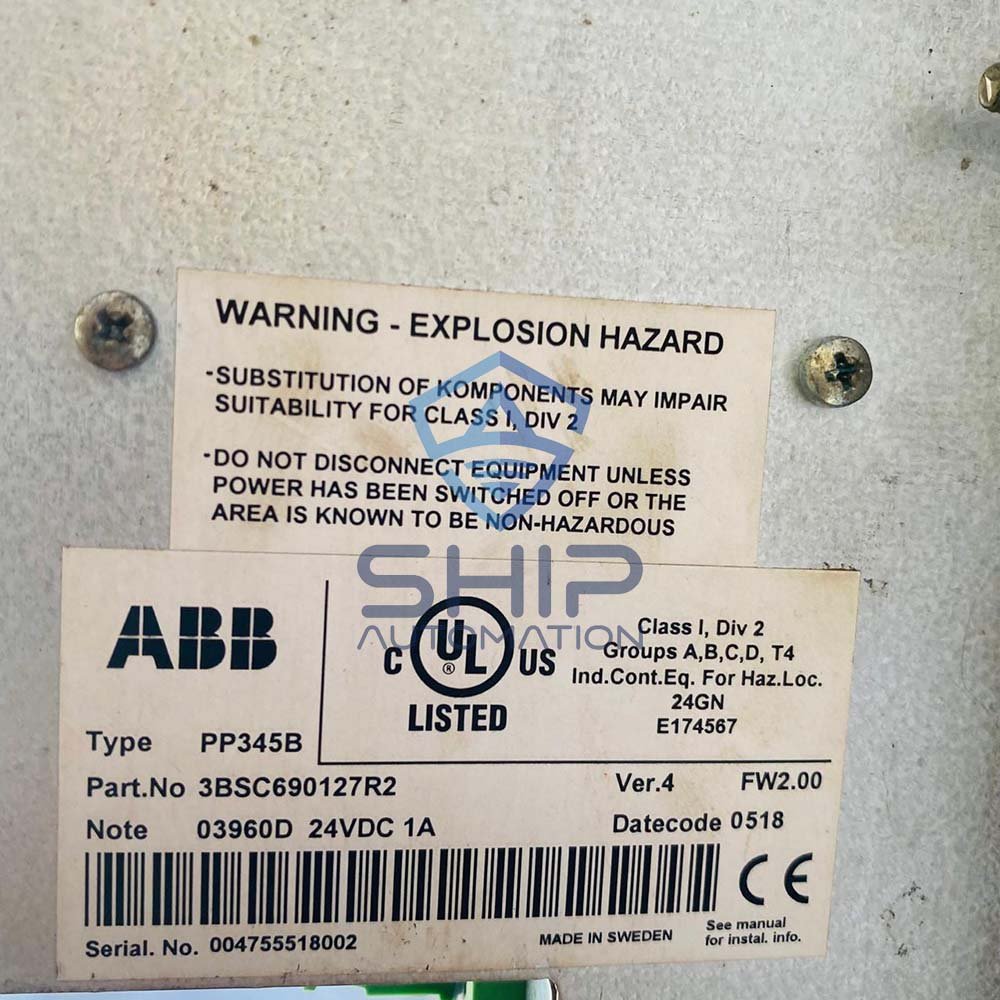 WARNING - EXPLOSION HAZARD
-SUBSTITUTION OF KOMPONENTS MAY IMPAIR
SUITABILITY FOR CLASS I, DIV 2
-DO NOT DISCONNECT EQUIPMENT UNLESS
POWER HAS BEEN SWITCHED OFF OR THE
AREA IS KNOWN TO BE NON-HAZARDOUS
SHIP
AUTOMATION
ABB
C UL ® US
LISTED
Class I, Div 2
Groups A,B,C,D, T4
Ind.Cont.Eq. For Haz.Loc.
24GN
E174567
Type PP345B
Part.No 3BSC690127R2 Ver.4 FW2.00
Note 03960D 24VDC 1A Datecode 0518
CE
Serial. No. 004755518002
MADE IN SWEDEN
See manual
for instal. info.